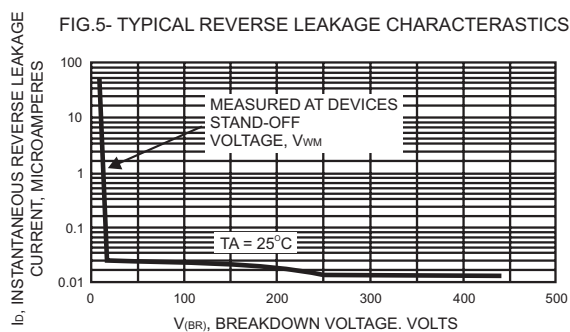 FIG.5- TYPICAL REVERSE LEAKAGE CHARACTERASTICS
ID, INSTANTANEOUS REVERSE LEAKAGE
CURRENT, MICROAMPERES
100
10
1
0.1
0.01
MEASURED AT DEVICES
STAND-OFF
VOLTAGE, VWM
TA = 25°C
0
100
200
300
400
500
V(BR), BREAKDOWN VOLTAGE. VOLTS